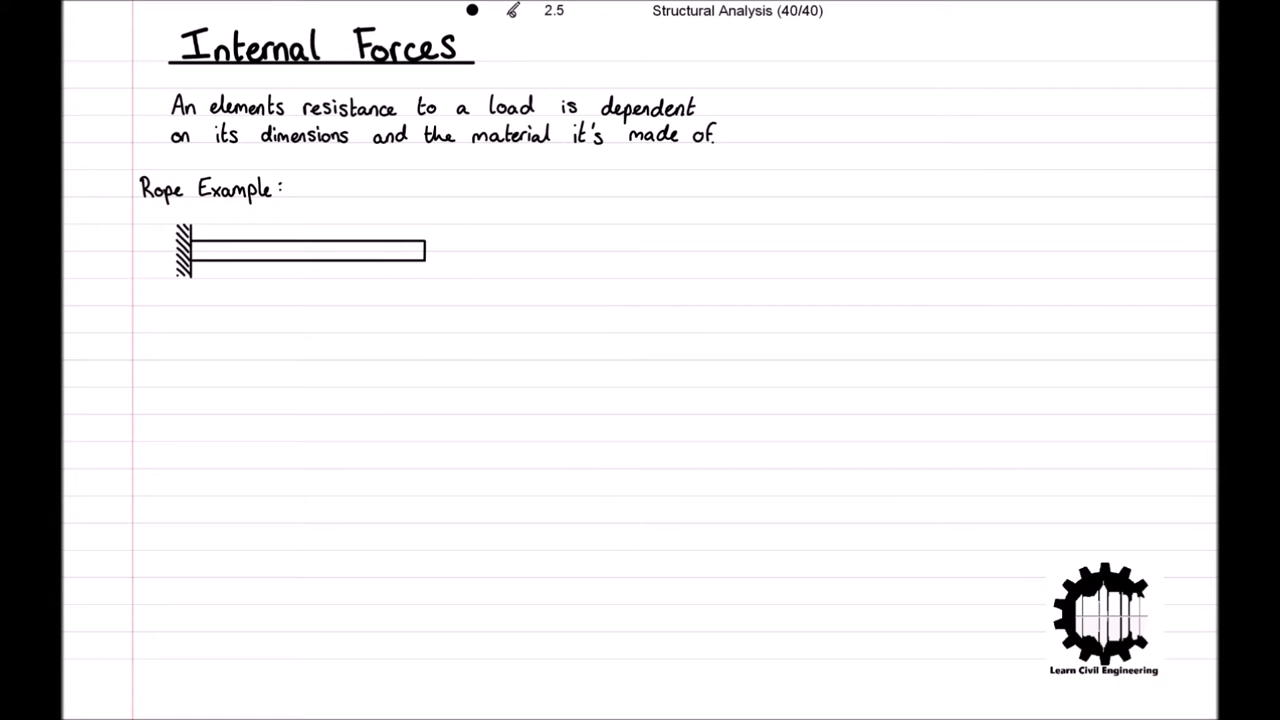 2.5 Structural Analysis (40/40)
Internal Forces
An elements resistance to a load is dependent
on its dimensions and the material it's made of.
Rope Example:
Learn Civil Engineering